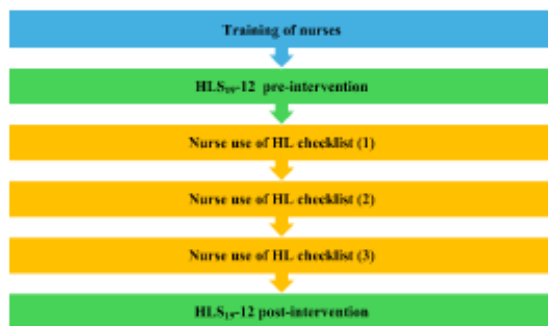 Training of nurses
HLS₁₉-12 pre-intervention
Nurse use of HL checklist (1)
Nurse use of HL checklist (2)
Nurse use of HL checklist (3)
HLS₁₉-12 post-intervention